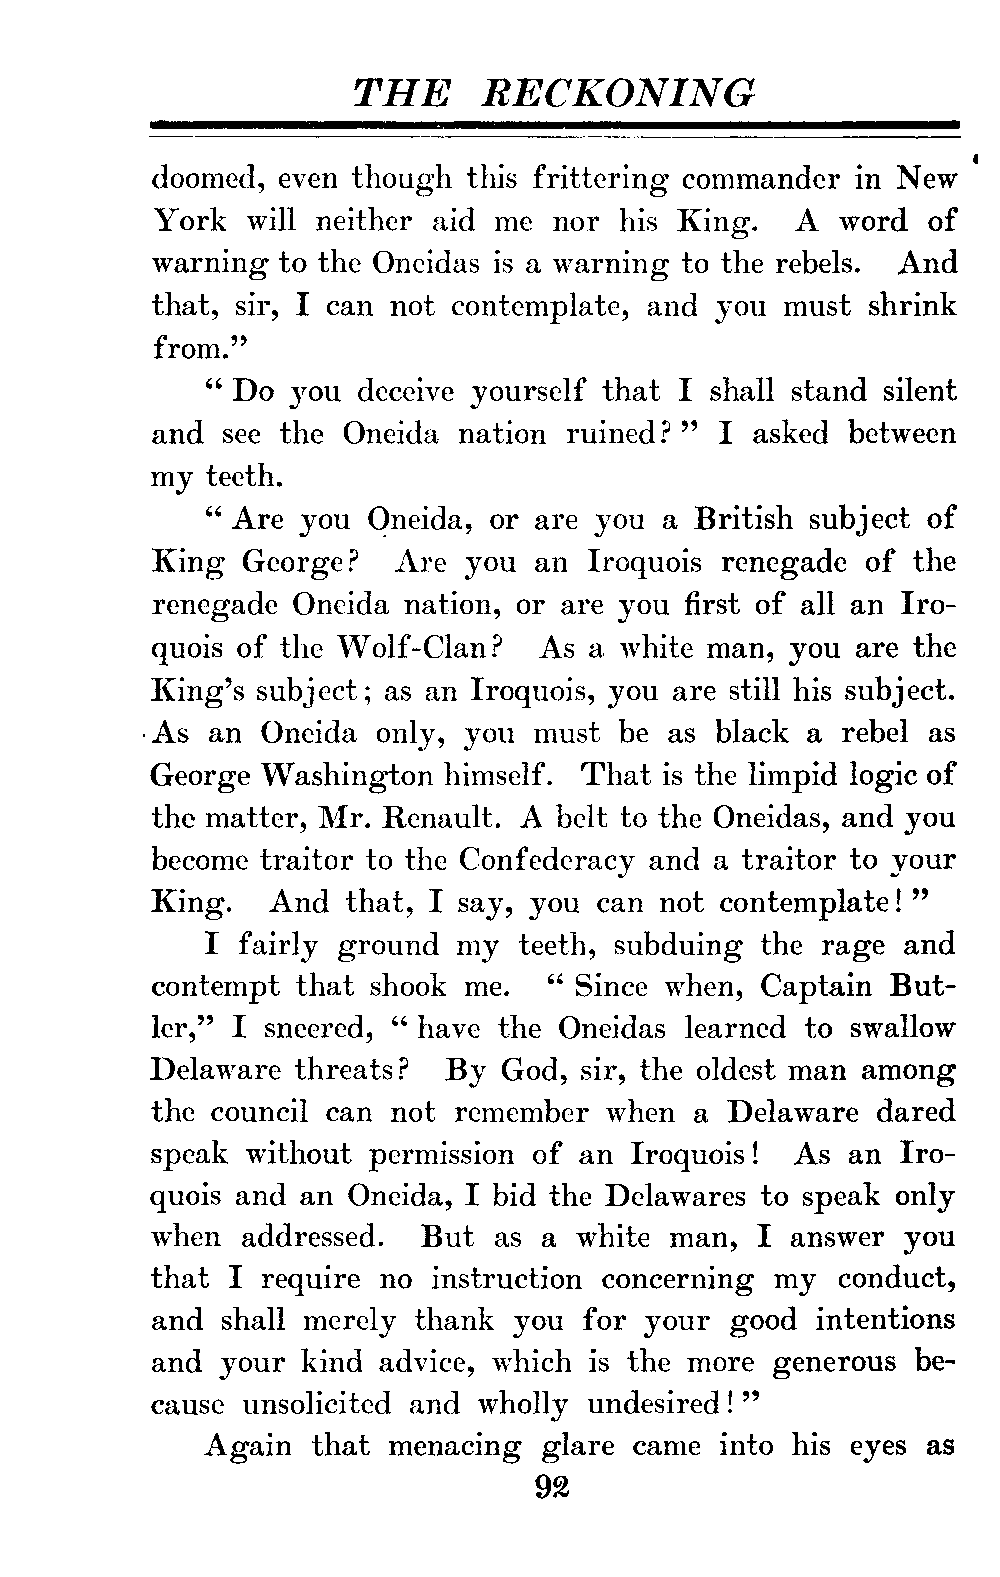 THE RECKONING
doomed, even though this frittering commander in New
York will neither aid me nor his King. A word of
warning to the Oneidas is a warning to the rebels. And
that, sir, I can not contemplate, and you must shrink
from.”
“ Do you deceive yourself that I shall stand silent
and see the Oneida nation ruined? ” I asked between
my teeth.
“ Are you Oneida, or are you a British subject of
King George? Are you an Iroquois renegade of the
renegade Oneida nation, or are you first of all an Iro-
quois of the Wolf-Clan? As a white man, you are the
King’s subject; as an Iroquois, you are still his subject.
As an Oneida only, you must be as black a rebel as
George Washington himself. That is the limpid logic of
the matter, Mr. Renault. A belt to the Oneidas, and you
become traitor to the Confederacy and a traitor to your
King. And that, I say, you can not contemplate! ”
I fairly ground my teeth, subduing the rage and
contempt that shook me. “ Since when, Captain But-
ler,” I sneered, “ have the Oneidas learned to swallow
Delaware threats? By God, sir, the oldest man among
the council can not remember when a Delaware dared
speak without permission of an Iroquois! As an Iro-
quois and an Oneida, I bid the Delawares to speak only
when addressed. But as a white man, I answer you
that I require no instruction concerning my conduct,
and shall merely thank you for your good intentions
and your kind advice, which is the more generous be-
cause unsolicited and wholly undesired! ”
Again that menacing glare came into his eyes as
92